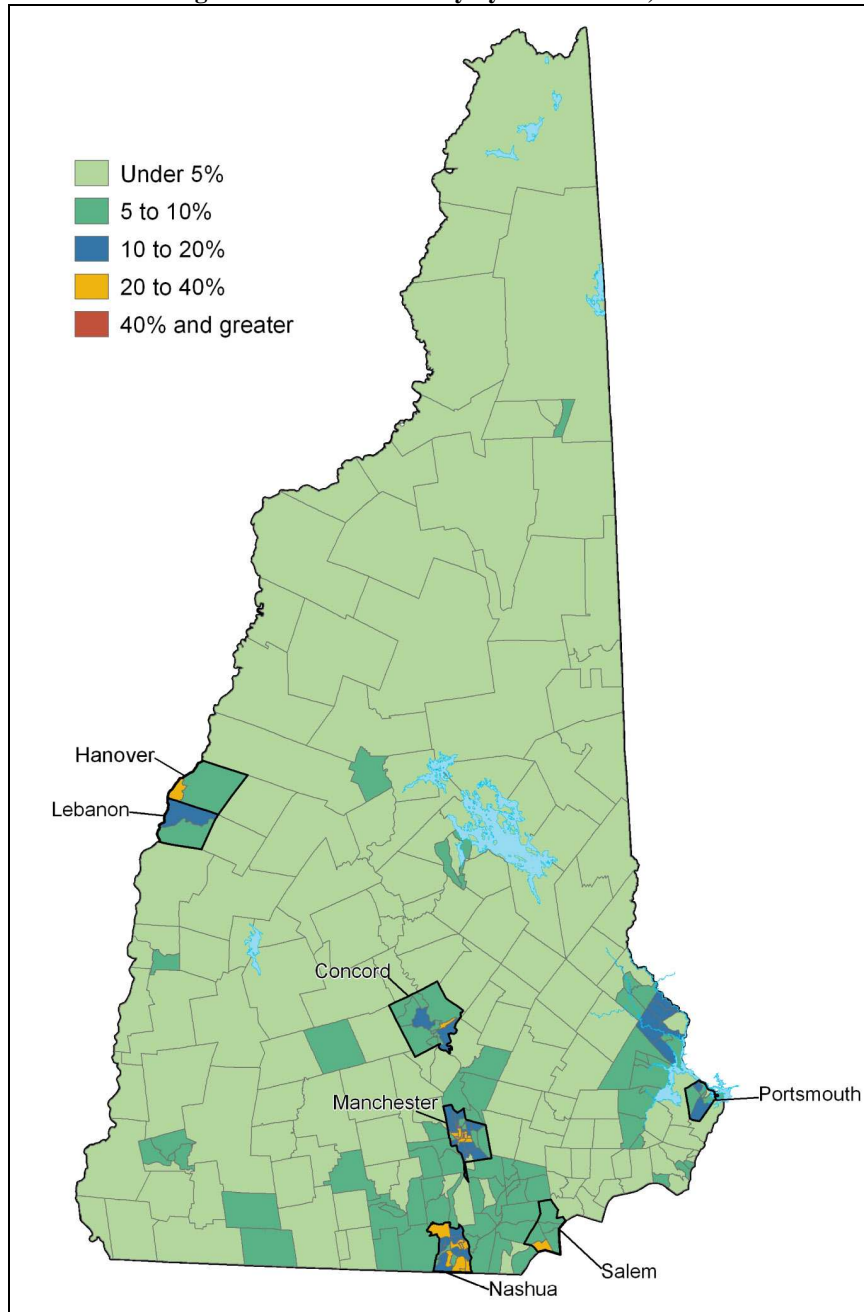 Under 5%
5 to 10%
10 to 20%
20 to 40%
40% and greater
Hanover
Lebanon
Concord
Manchester
Portsmouth
Salem
Nashua